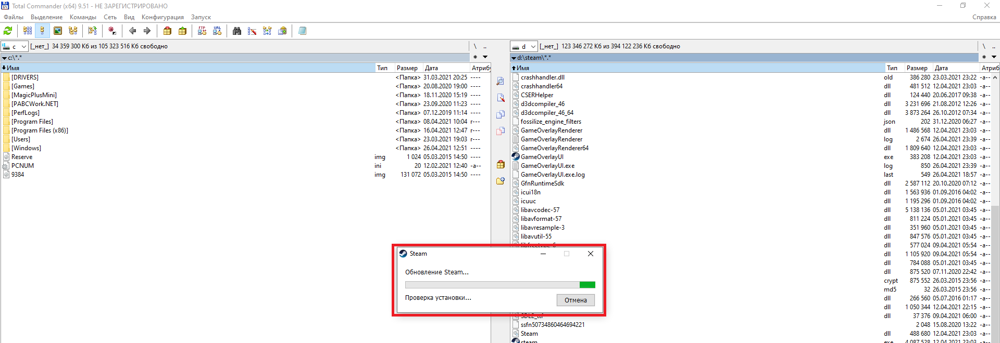 Total Commander (x64) 9.51 - НЕ ЗАРЕГИСТРИРОВАНО
Файлы Выделение Команды Сеть Вид Конфигурация Запуск Справка
FTP URL
c [_нет_] 34 359 300 Кб из 105 323 516 Кб свободно \ ..
c:\*.* * 
Имя Тип Размер Дата Атрибу
[DRIVERS] <Папка> 31.03.2021 20:25 ----
[Games] <Папка> 20.08.2020 19:00 ----
[MagicPlusMini] <Папка> 18.11.2020 15:19 ----
[PABCWork.NET] <Папка> 23.09.2020 11:23 ----
[PerfLogs] <Папка> 07.12.2019 11:14 ----
[Program Files] <Папка> 08.04.2021 10:04 r---
[Program Files (x86)] <Папка> 16.04.2021 12:47 r---
[Users] <Папка> 23.03.2021 19:03 r---
[Windows] <Папка> 26.04.2021 12:51 ----
Reserve img 1 024 05.03.2015 14:50 ----
PCNUM ini 20 12.02.2021 12:40 -a--
9384 img 131 072 05.03.2015 14:50 ----
d [_нет_] 123 346 272 Кб из 394 122 236 Кб свободно \ ..
d:\steam\*.* *
Имя Тип Размер Дата Атриб
crashhandler.dll old 386 280 23.03.2021 23:22 -a--
crashhandler64 dll 481 512 12.04.2021 23:03 -a--
CSERHelper dll 124 440 20.06.2017 09:38 -a--
d3dcompiler_46 dll 3 231 696 21.08.2012 12:26 -a--
d3dcompiler_46_64 dll 3 873 264 26.10.2012 07:34 -a--
fossilize_engine_filters json 202 31.12.2020 06:27 -a--
GameOverlayRenderer dll 1 486 568 12.04.2021 23:03 -a--
GameOverlayRenderer log 2 674 26.04.2021 23:39 -a--
GameOverlayRenderer64 dll 1 809 640 12.04.2021 23:03 -a--
GameOverlayUI exe 383 208 12.04.2021 23:03 -a--
GameOverlayUI.exe log 850 26.04.2021 23:39 -a--
GameOverlayUI.exe.log last 549 26.04.2021 18:57 -a--
GfnRuntimeSdk dll 2 587 112 20.10.2020 07:12 -a--
icui18n dll 1 563 936 01.09.2016 04:02 -a--
icuuc dll 1 195 296 01.09.2016 04:02 -a--
libavcodec-57 dll 5 138 136 05.01.2021 03:45 -a--
libavformat-57 dll 811 224 05.01.2021 03:45 -a--
libavresample-3 dll 351 960 05.01.2021 03:45 -a--
libavutil-55 dll 847 576 05.01.2021 03:45 -a--
dll 577 024 09.04.2021 05:54 -a--
dll 1 105 920 09.04.2021 05:54 -a--
dll 784 088 05.01.2021 03:45 -a--
dll 875 520 07.11.2020 22:42 -a--
crypt 875 552 26.03.2015 23:56 -a--
md5 32 26.03.2015 23:56 -a--
dll 266 560 05.07.2016 01:17 -a--
dll 1 050 344 12.04.2021 22:15 -a--
dll 37 376 09.04.2021 06:00 -a--
ssfn50734860464694221 2 048 15.08.2020 13:22 -a--
Steam dll 488 680 12.04.2021 23:03 -a--
steam exe 4 087 528 12.04.2021 23:03 -a--
Steam
Обновление Steam...
Проверка установки...
Отмена